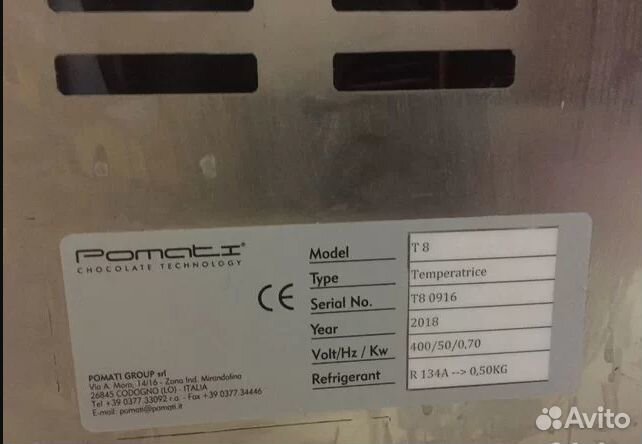 Pomati®
CHOCOLATE TECHNOLOGY
CE
Model T 8
Type Temperatrice
Serial No. T8 0916
Year 2018
Volt/Hz / Kw 400/50/0,70
Refrigerant R 134A --> 0,50KG
POMATI GROUP srl
Via A. Moro, 14/16 - Zona Ind. Mirandolina
26845 CODOGNO (LO) - ITALIA
Tel +39 0377.33092 r.a. - Fax +39 0377.34446
E-mail: pomati@pomati.it
Avito